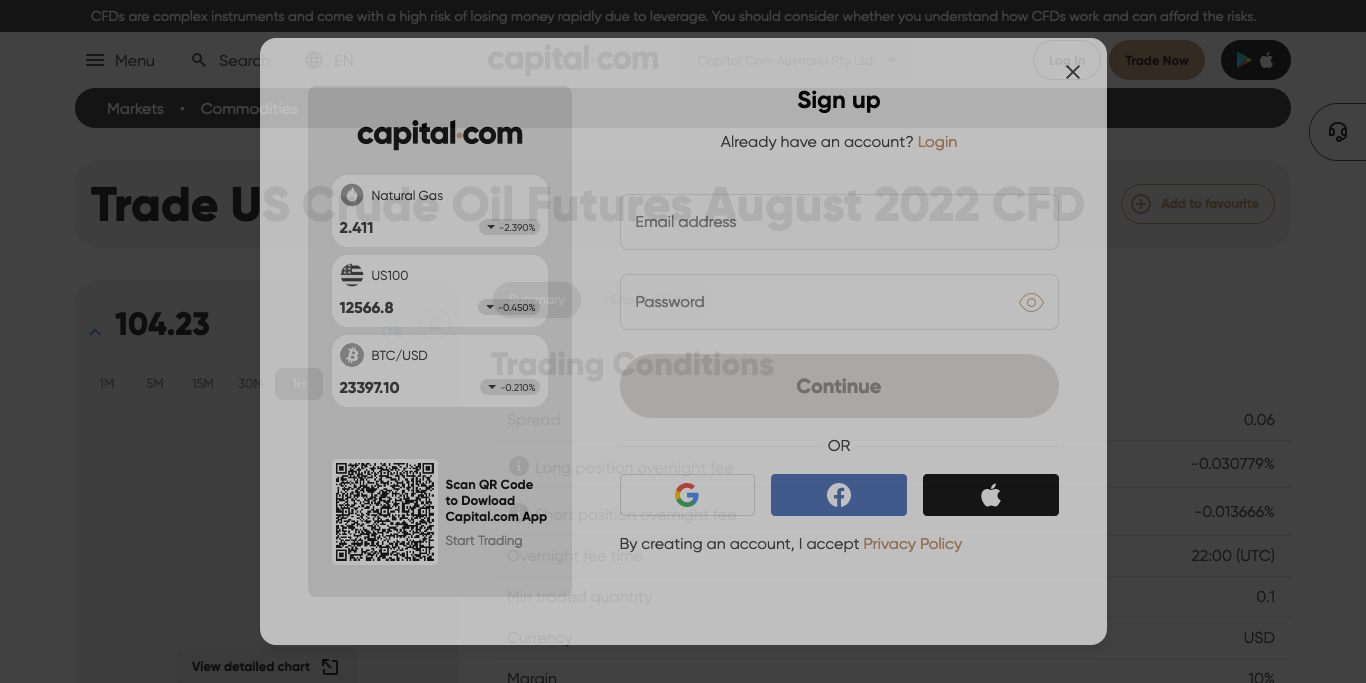 CFDs are complex instruments and come with a high risk of losing money rapidly due to leverage. You should consider whether you understand how CFDs work and can afford the risks.
Menu
Search
EN
capital.com
Capital Com Australia Pty Ltd
Log In
Trade Now
Markets • Commodities
Trade US Crude Oil Futures August 2022 CFD
Add to favourite
104.23
0%
1M 5M 15M 30M 1H
View detailed chart
Summary
Trading Conditions
Spread 0.06
Long position overnight fee -0.030779%
Short position overnight fee -0.013666%
Overnight fee time 22:00 (UTC)
Min traded quantity 0.1
Currency USD
Margin 10%
capital.com
Natural Gas
2.411 -2.390%
US100
12566.8 -0.450%
BTC/USD
23397.10 -0.210%
Scan QR Code
to Dowload
Capital.com App
Start Trading
Sign up
Already have an account? Login
Email address
Password
Continue
OR
By creating an account, I accept Privacy Policy